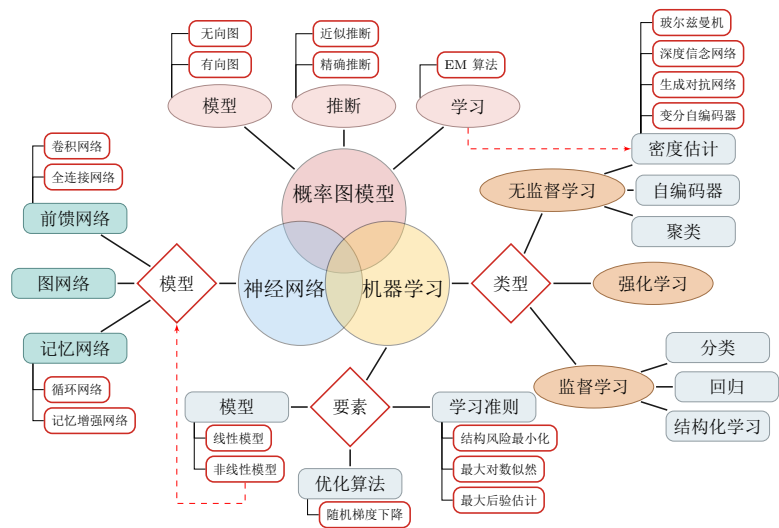 无向图
有向图
模型
近似推断
精确推断
推断
EM 算法
学习
玻尔兹曼机
深度信念网络
生成对抗网络
变分自编码器
密度估计
卷积网络
全连接网络
前馈网络
图网络
记忆网络
循环网络
记忆增强网络
模型
概率图模型
神经网络
机器学习
类型
无监督学习
自编码器
聚类
强化学习
监督学习
分类
回归
结构化学习
要素
模型
线性模型
非线性模型
优化算法
随机梯度下降
学习准则
结构风险最小化
最大对数似然
最大后验估计